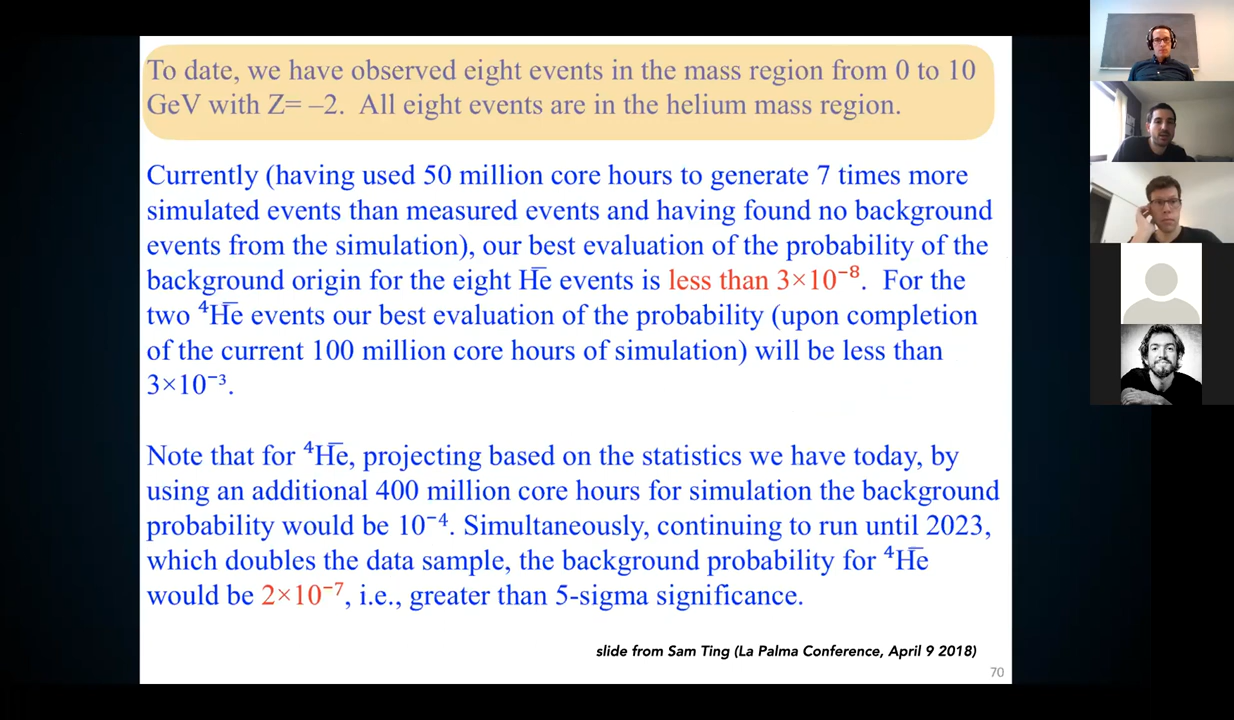 To date, we have observed eight events in the mass region from 0 to 10
GeV with Z= –2. All eight events are in the helium mass region.
Currently (having used 50 million core hours to generate 7 times more
simulated events than measured events and having found no background
events from the simulation), our best evaluation of the probability of the
background origin for the eight H̅e̅ events is less than 3×10⁻⁸. For the
two ⁴H̅e̅ events our best evaluation of the probability (upon completion
of the current 100 million core hours of simulation) will be less than
3×10⁻³.
Note that for ⁴H̅e̅, projecting based on the statistics we have today, by
using an additional 400 million core hours for simulation the background
probability would be 10⁻⁴. Simultaneously, continuing to run until 2023,
which doubles the data sample, the background probability for ⁴H̅e̅
would be 2×10⁻⁷, i.e., greater than 5-sigma significance.
slide from Sam Ting (La Palma Conference, April 9 2018)
70